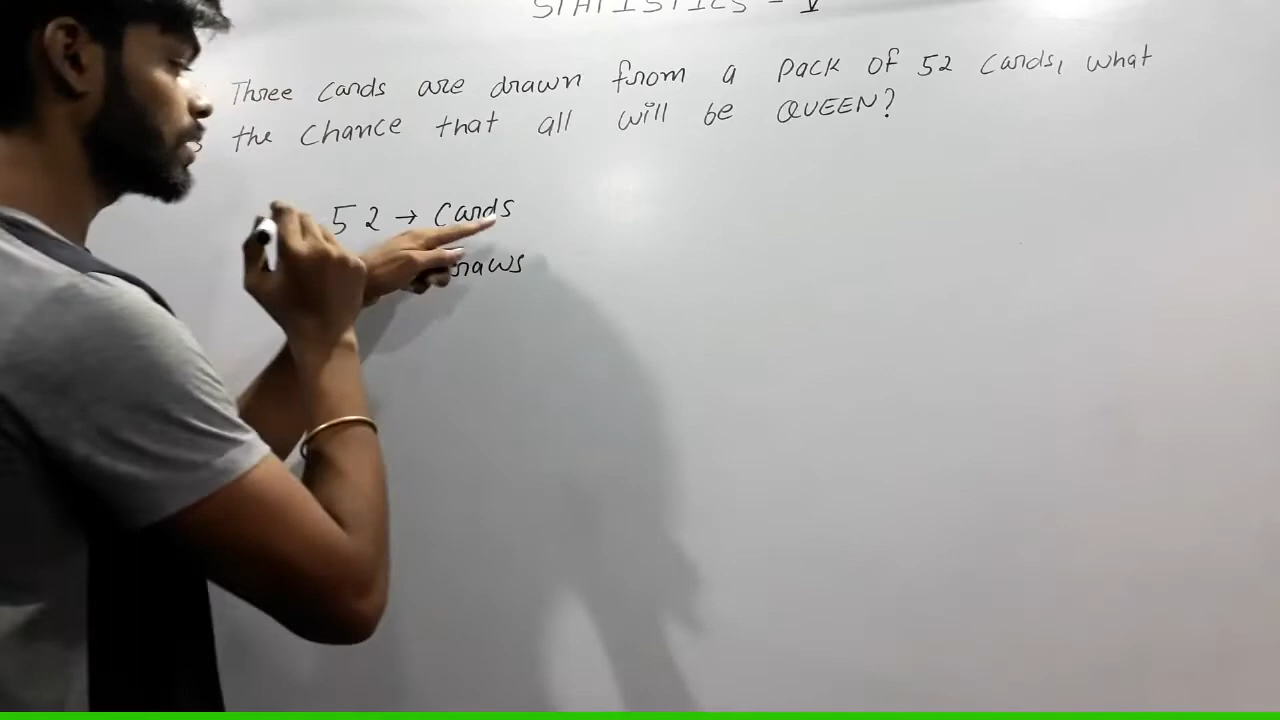 STATISTICS - V
Three cards are drawn from a pack of 52 cards, what
the chance that all will be QUEEN?
52 → Cards